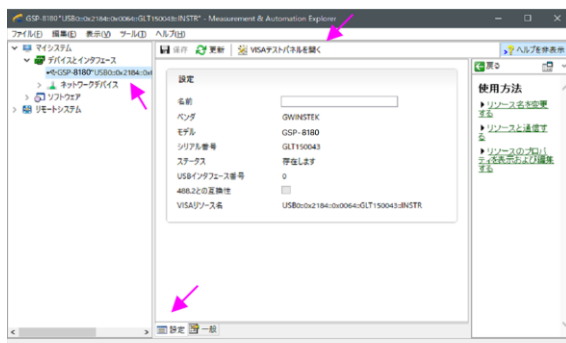 GSP-8180 "USB0::0x2184::0x0064::GLT150043::INSTR" - Measurement & Automation Explorer
ファイル(F) 編集(E) 表示(V) ツール(T) ヘルプ(H)
マイシステム
デバイスとインタフェース
GSP-8180 "USB0::0x2184::0x0
ネットワークデバイス
ソフトウェア
リモートシステム
保存 更新 VISAテストパネルを開く
ヘルプを非表示
設定
名前
ベンダ GWINSTEK
モデル GSP-8180
シリアル番号 GLT150043
ステータス 存在します
USBインタフェース番号 0
488.2との互換性
VISAリソース名 USB0::0x2184::0x0064::GLT150043::INSTR
設定 一般
戻る
使用方法
リソース名を変更
する
リソースと通信す
る
リソースのプロパ
ティを表示および編集
する